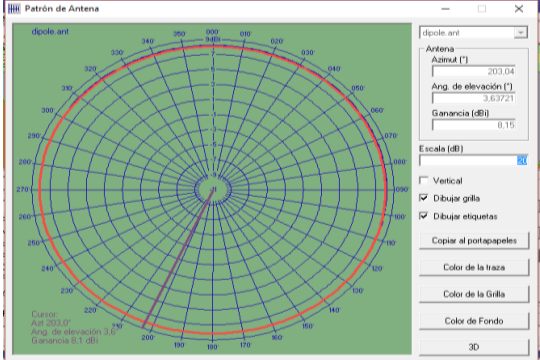 Patrón de Antena
dipole.ant
000
9dBi
010
020
030
040
050
060
070
080
090
100
110
120
130
140
150
160
170
180
190
200
210
220
230
240
250
260
270
280
290
300
310
320
330
340
350
Cursor:
Azt 203,0°
Ang. de elevación 3,6°
Ganancia 8,1 dBi
dipole.ant
Antena
Azimut (°)
203,04
Ang. de elevación (°)
3,63721
Ganancia (dBi)
8,15
Escala (dB)
20
Vertical
Dibujar grilla
Dibujar etiquetas
Copiar al portapapeles
Color de la traza
Color de la Grilla
Color de Fondo
3D